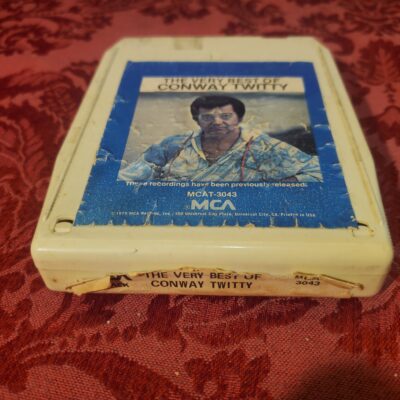 THE VERY BEST OF
CONWAY TWITTY
These recordings have been previously released.
MCAT-3043
MCA
THE VERY BEST OF
CONWAY TWITTY
MCA
3043